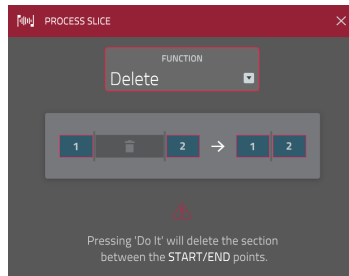 PROCESS SLICE
FUNCTION
Delete
1 2 → 1 2
Pressing 'Do It' will delete the section
between the START/END points.